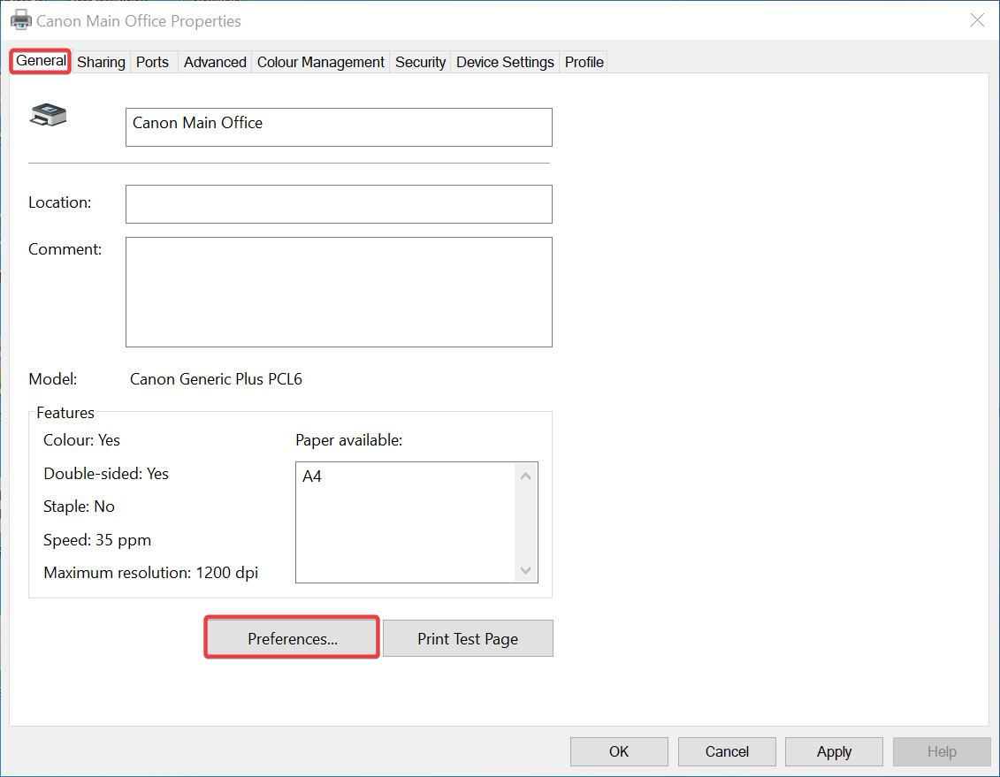 Canon Main Office Properties
General Sharing Ports Advanced Colour Management Security Device Settings Profile
Canon Main Office
Location:
Comment:
Model: Canon Generic Plus PCL6
Features
Colour: Yes
Paper available:
Double-sided: Yes
A4
Staple: No
Speed: 35 ppm
Maximum resolution: 1200 dpi
Preferences... Print Test Page
OK Cancel Apply Help